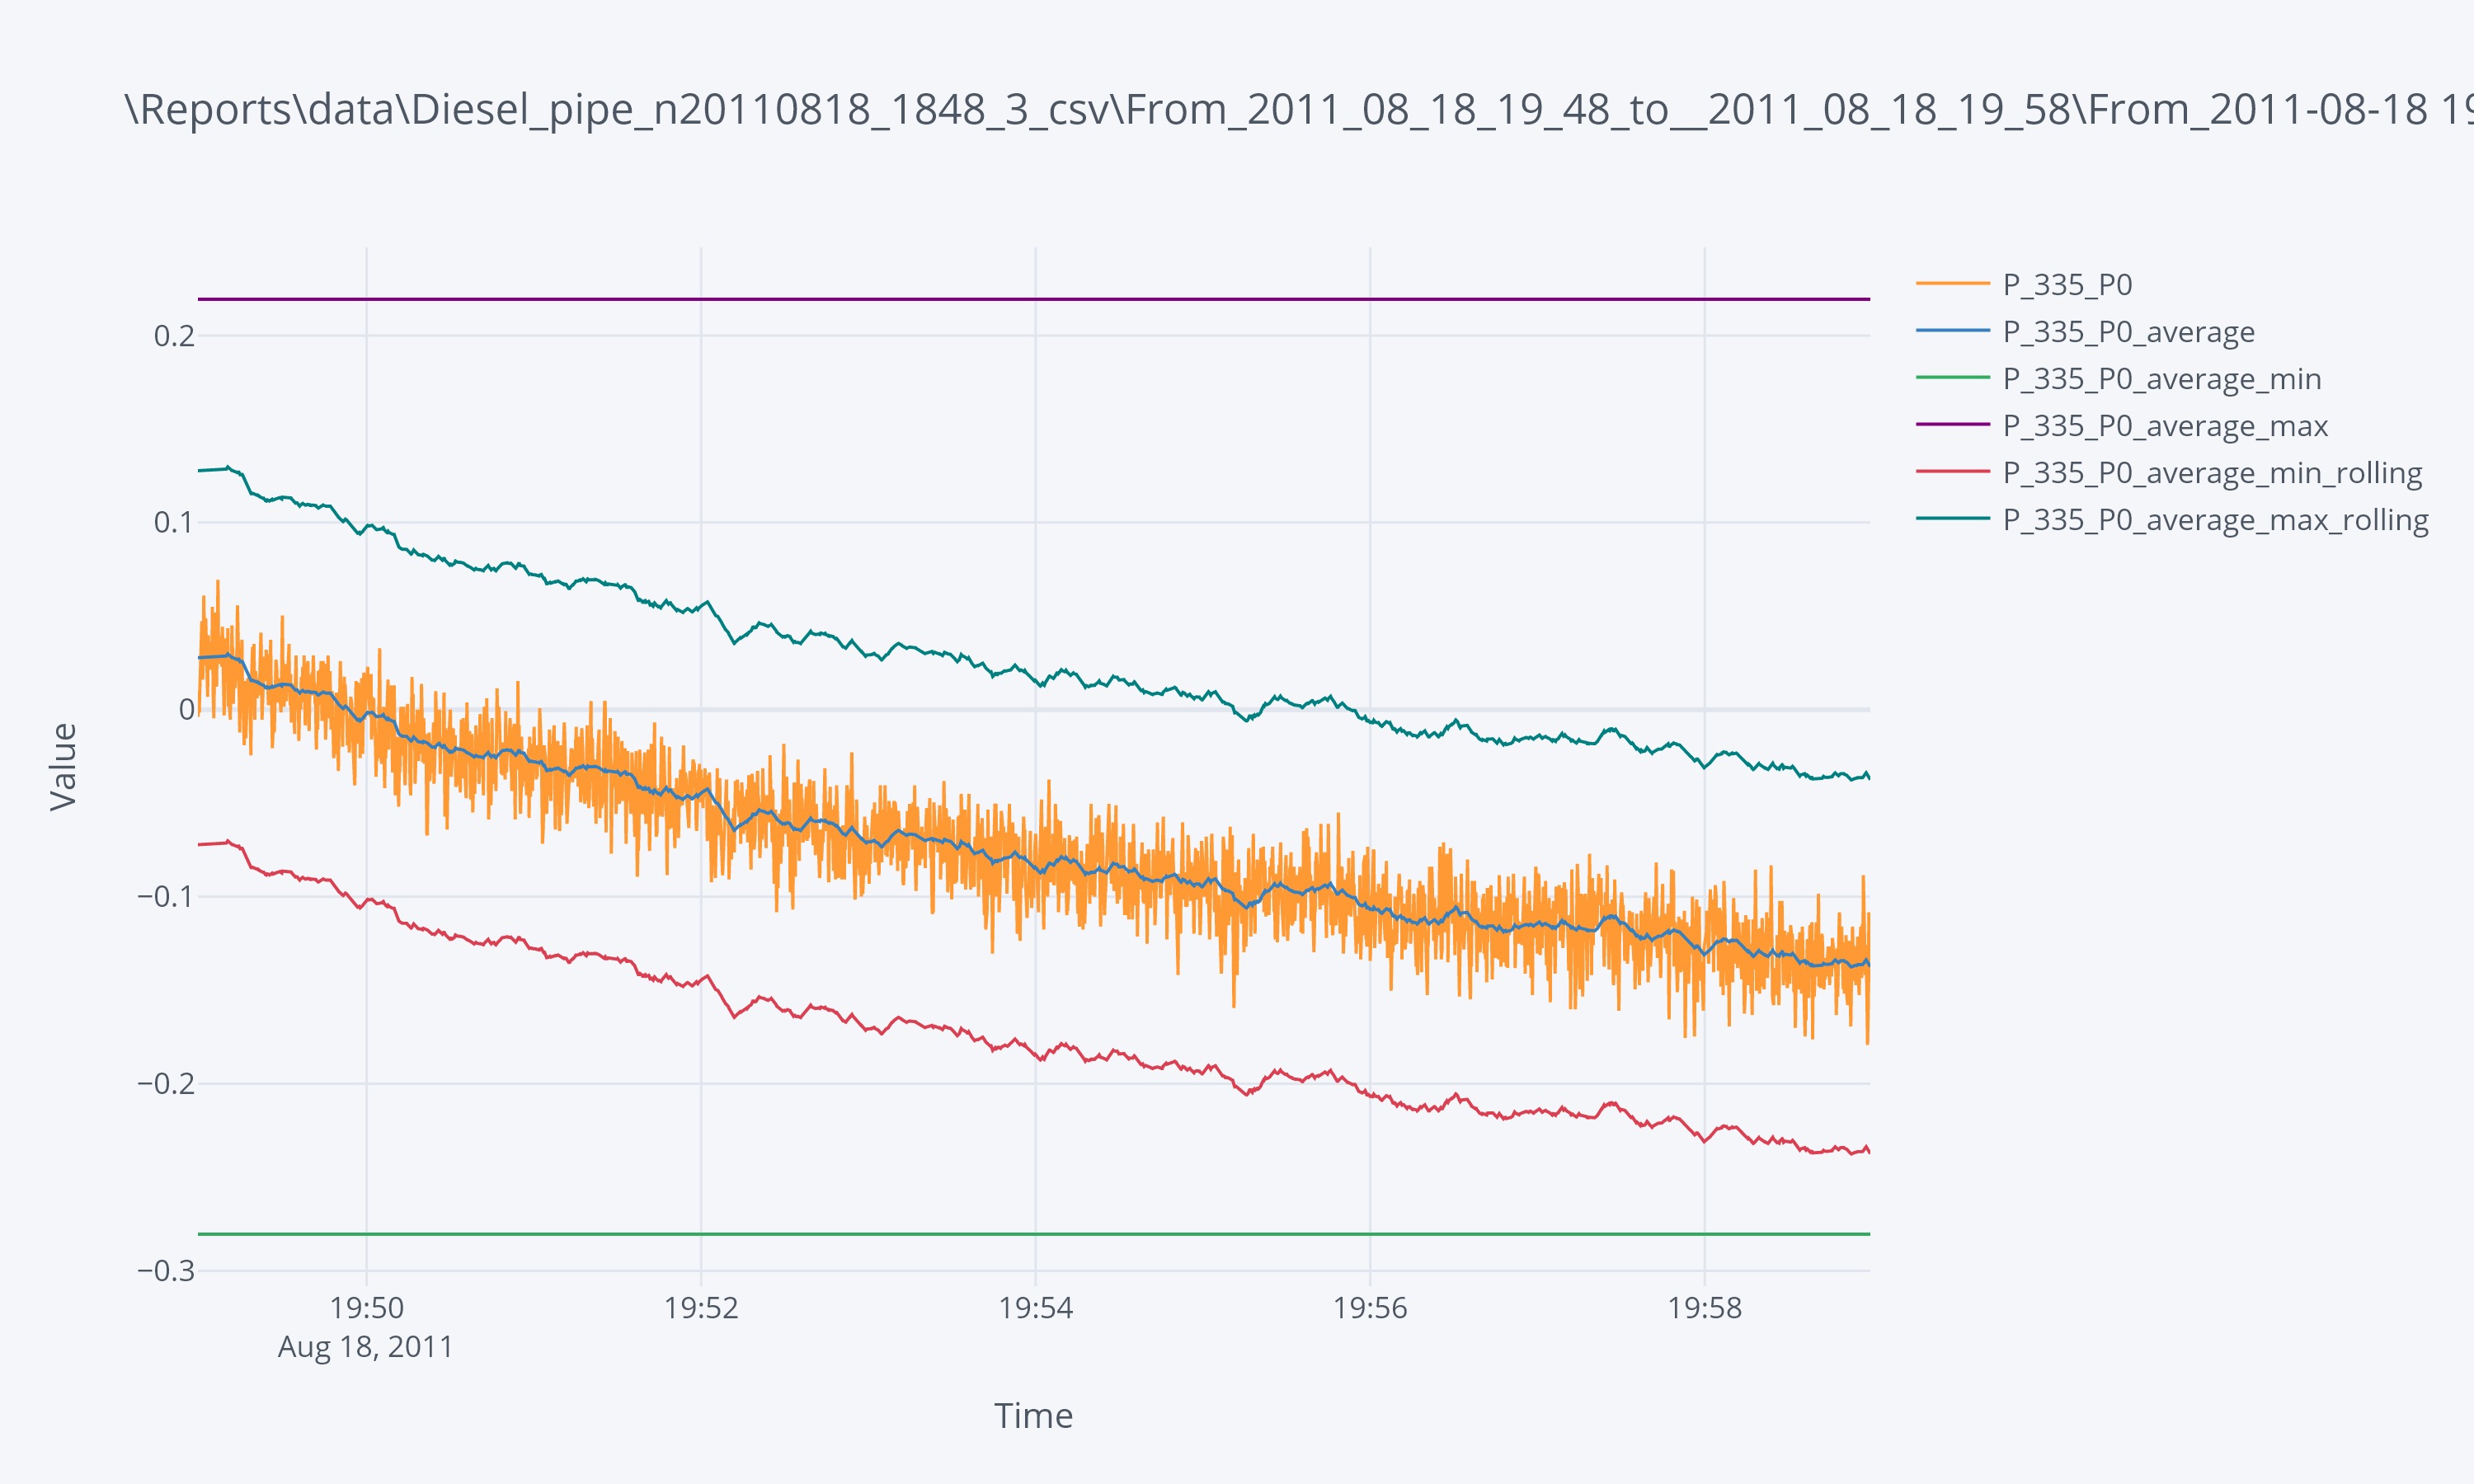 \Reports\data\Diesel_pipe_n20110818_1848_3_csv\From_2011_08_18_19_48_to__2011_08_18_19_58\From_2011-08-18 19
P_335_P0
P_335_P0_average
P_335_P0_average_min
P_335_P0_average_max
P_335_P0_average_min_rolling
P_335_P0_average_max_rolling
Value
0.2
0.1
0
−0.1
−0.2
−0.3
19:50 19:52 19:54 19:56 19:58
Aug 18, 2011
Time